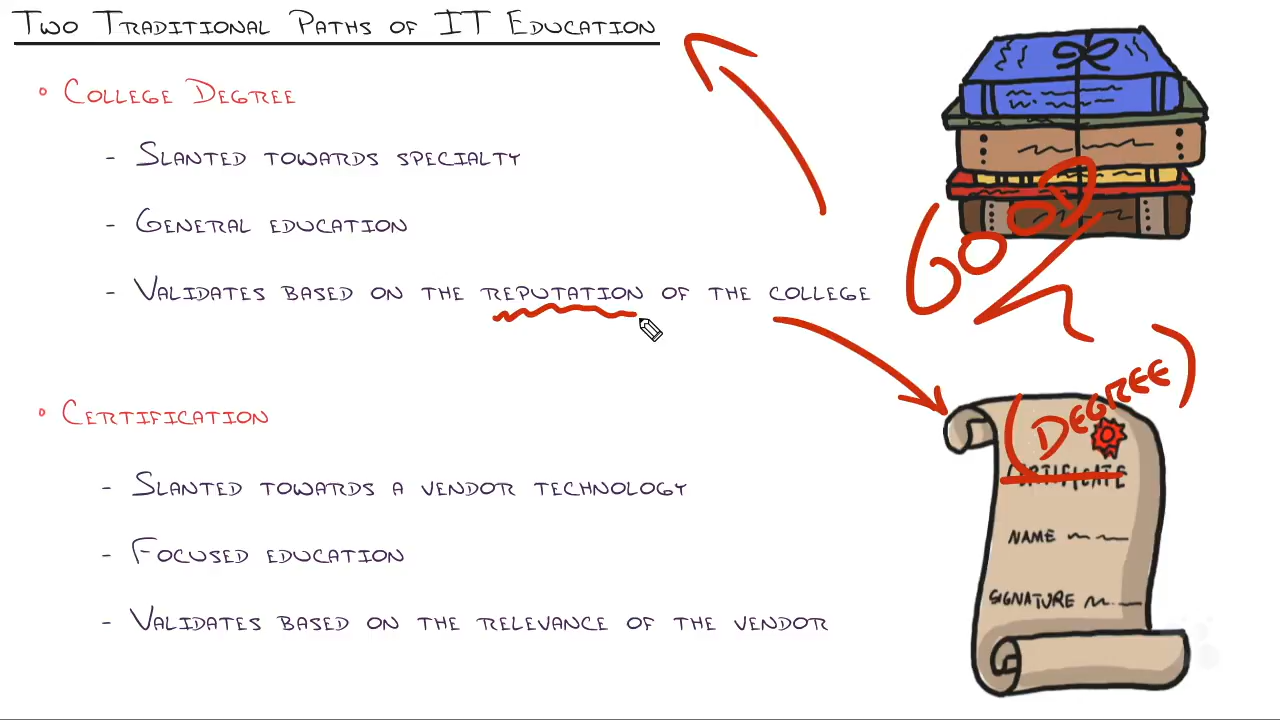 Two Traditional Paths of IT Education
• College Degree
- Slanted towards specialty
- General education
- Validates based on the reputation of the college
• Certification
- Slanted towards a vendor technology
- Focused education
- Validates based on the relevance of the vendor
GOOD
(DEGREE)
CERTIFICATE
NAME
SIGNATURE